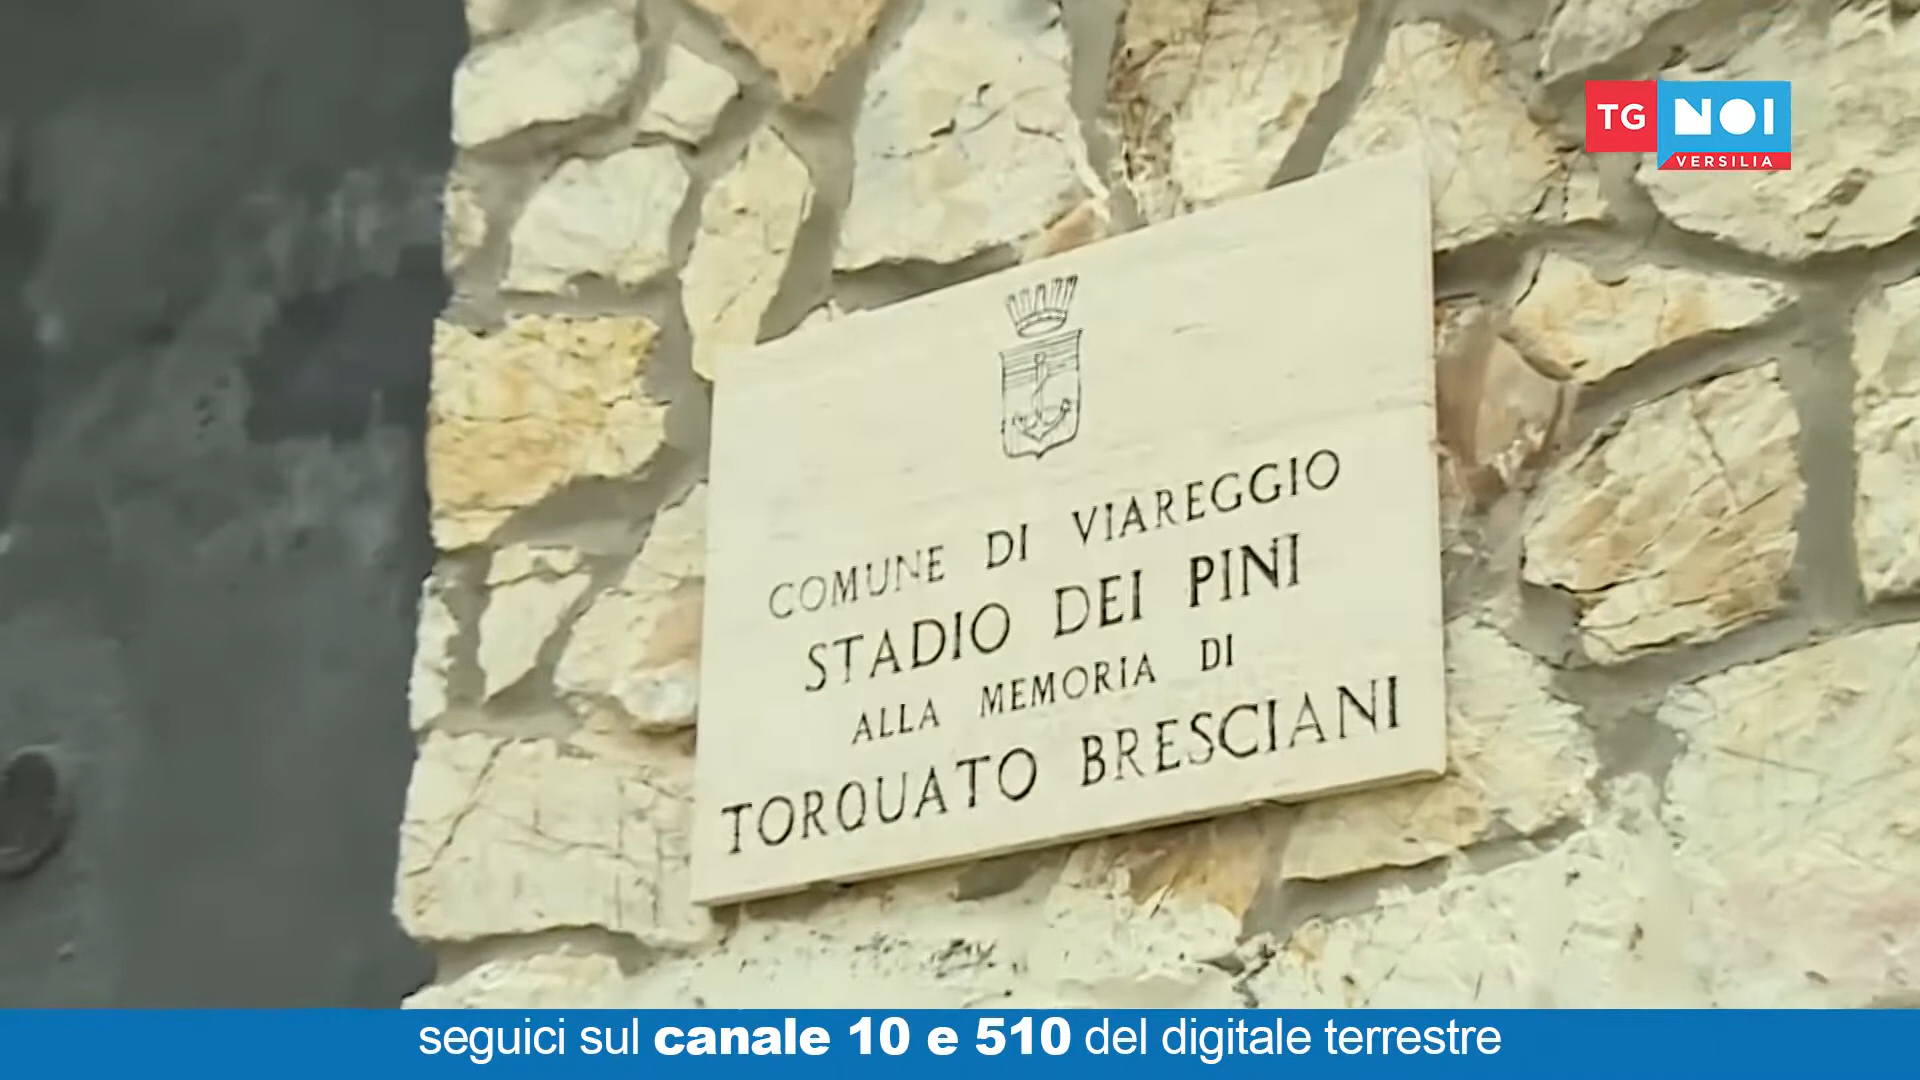 TG NOI
VERSILIA
COMUNE DI VIAREGGIO
STADIO DEI PINI
ALLA MEMORIA DI
TORQUATO BRESCIANI
seguici sul canale 10 e 510 del digitale terrestre